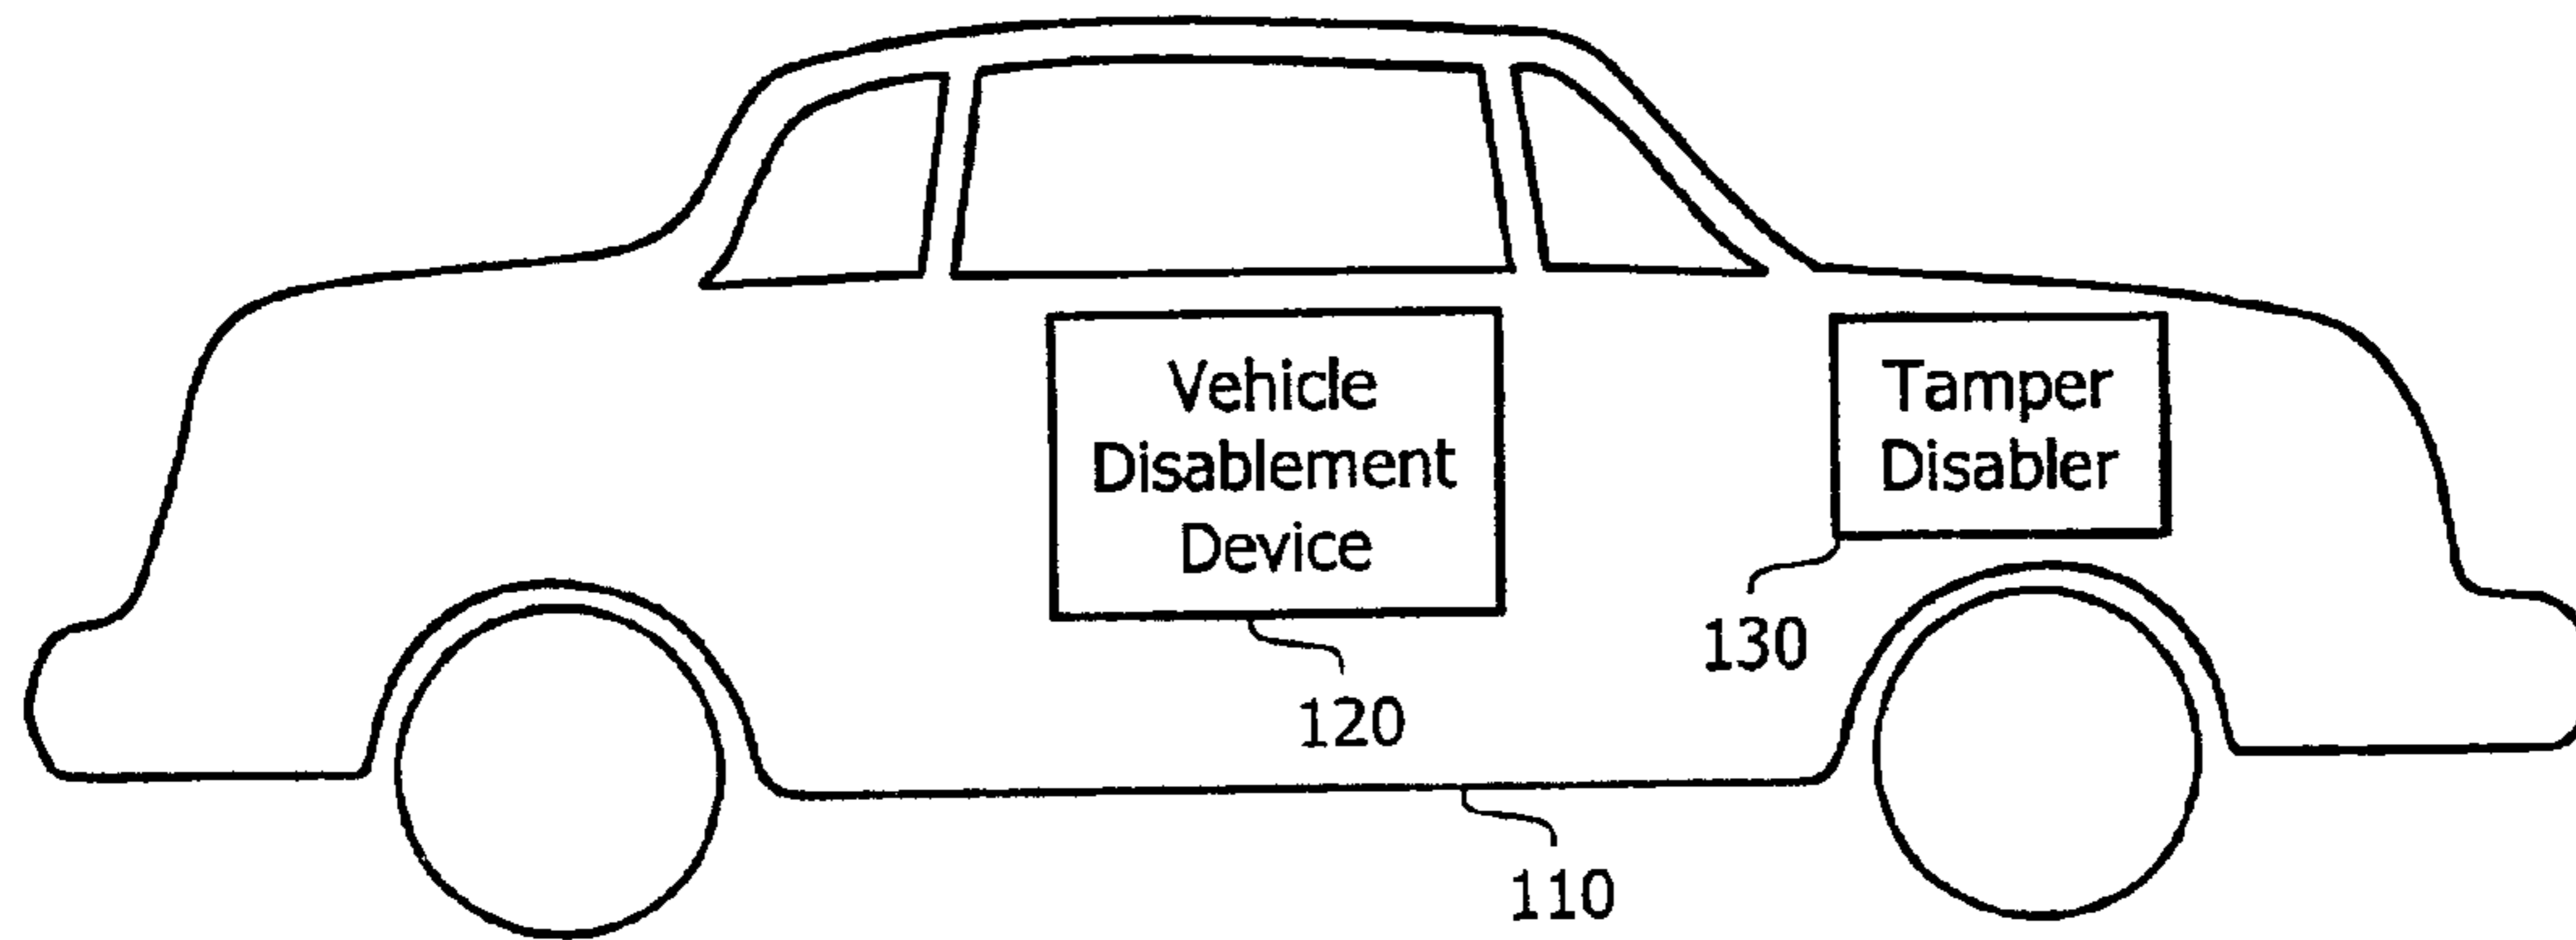 Vehicle
Disablement
Device
Tamper
Disabler
130
120
110